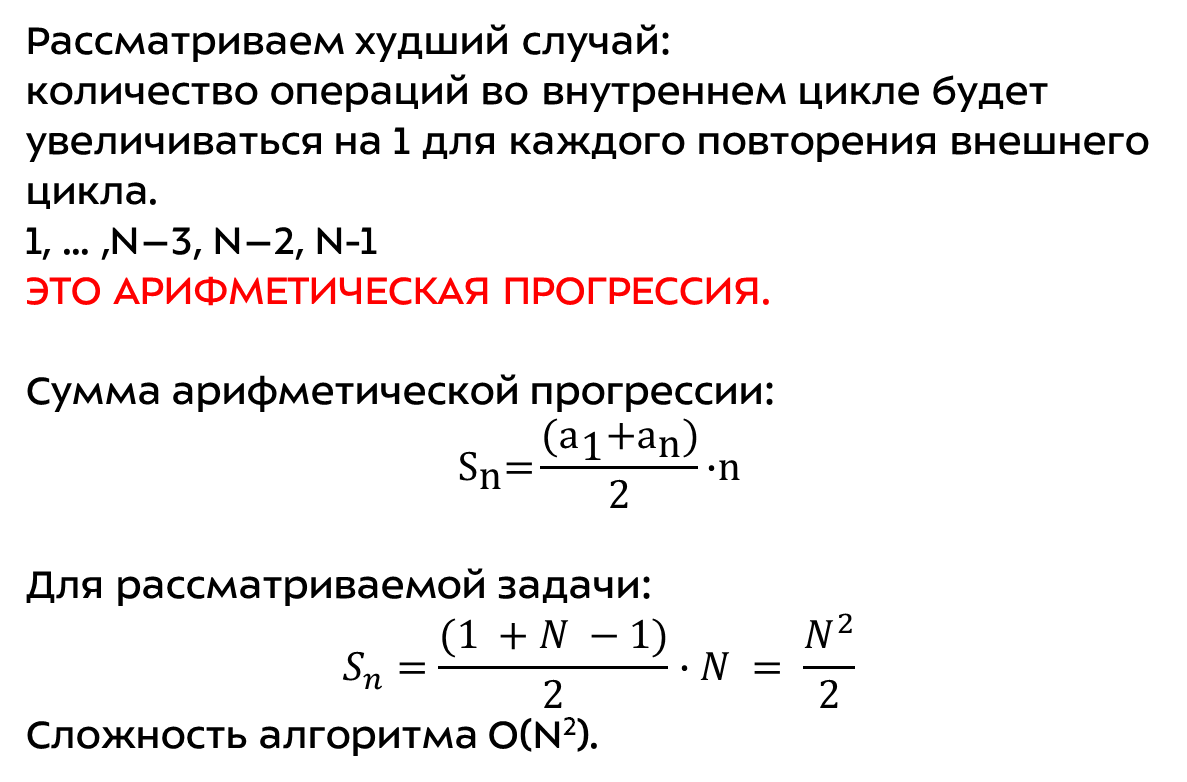 Рассматриваем худший случай:
количество операций во внутреннем цикле будет
увеличиваться на 1 для каждого повторения внешнего
цикла.
1, ... ,N−3, N−2, N-1
ЭТО АРИФМЕТИЧЕСКАЯ ПРОГРЕССИЯ.
Сумма арифметической прогрессии:
Sₙ=(a₁+aₙ)/2·n
Для рассматриваемой задачи:
Sₙ = (1 + N − 1)/2 · N = N²/2
Сложность алгоритма O(N²).